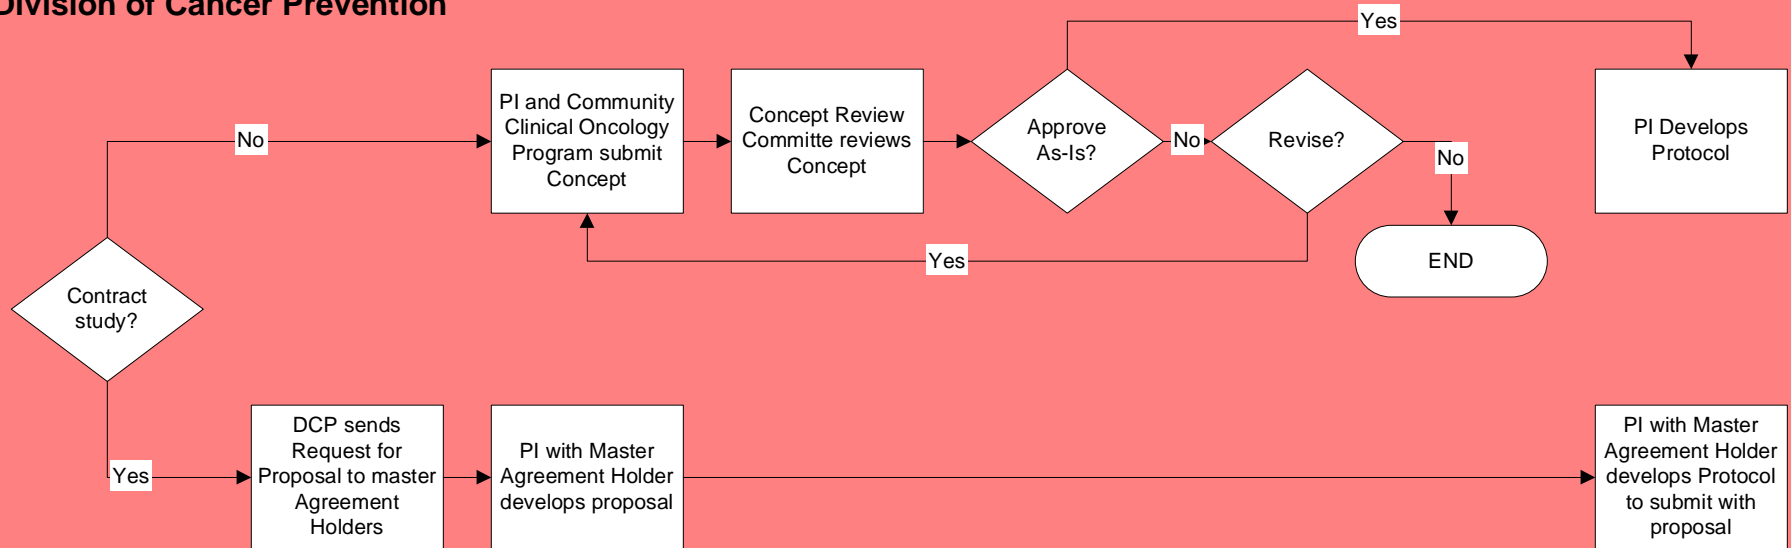 Division of Cancer Prevention
Yes
PI and Community
Clinical Oncology
Program submit
Concept
Concept Review
Committe reviews
Concept
Approve
As-Is?
No
Revise?
No
PI Develops
Protocol
No
Yes
END
Contract
study?
Yes
DCP sends
Request for
Proposal to master
Agreement
Holders
PI with Master
Agreement Holder
develops proposal
PI with Master
Agreement Holder
develops Protocol
to submit with
proposal